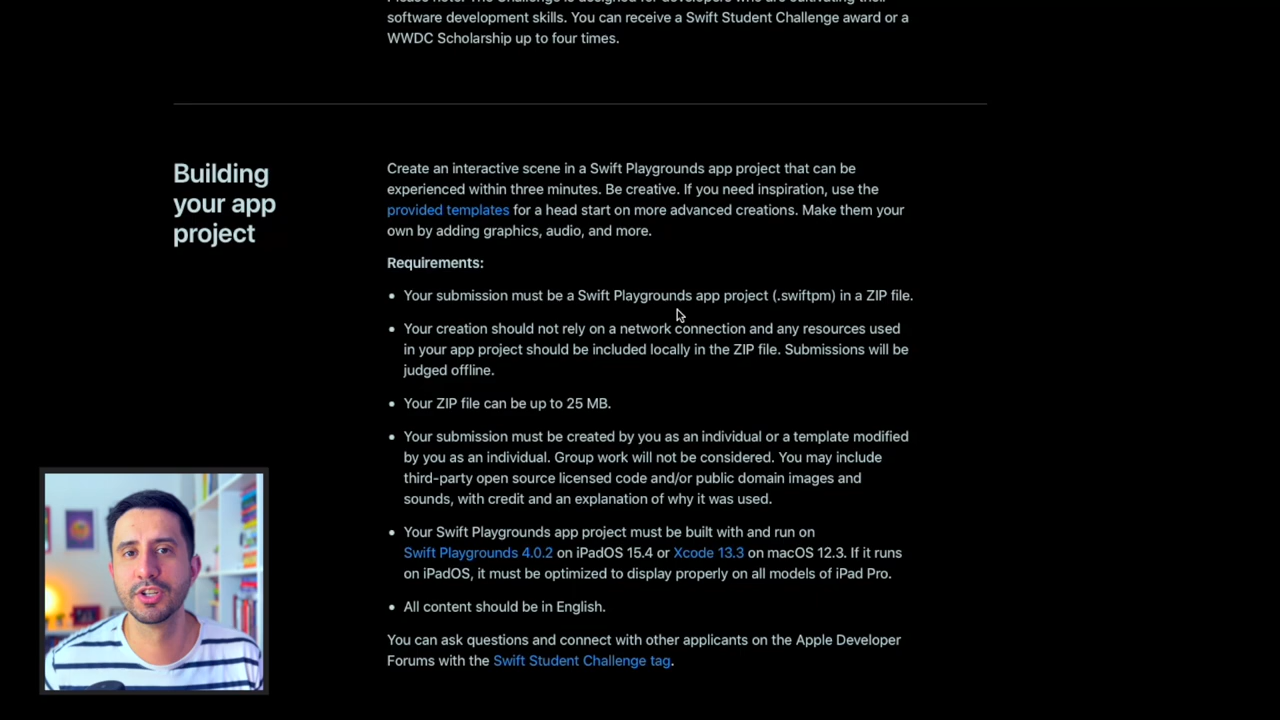 software development skills. You can receive a Swift Student Challenge award or a
WWDC Scholarship up to four times.
Building
your app
project
Create an interactive scene in a Swift Playgrounds app project that can be
experienced within three minutes. Be creative. If you need inspiration, use the
provided templates for a head start on more advanced creations. Make them your
own by adding graphics, audio, and more.
Requirements:
• Your submission must be a Swift Playgrounds app project (.swiftpm) in a ZIP file.
• Your creation should not rely on a network connection and any resources used
in your app project should be included locally in the ZIP file. Submissions will be
judged offline.
• Your ZIP file can be up to 25 MB.
• Your submission must be created by you as an individual or a template modified
by you as an individual. Group work will not be considered. You may include
third-party open source licensed code and/or public domain images and
sounds, with credit and an explanation of why it was used.
• Your Swift Playgrounds app project must be built with and run on
Swift Playgrounds 4.0.2 on iPadOS 15.4 or Xcode 13.3 on macOS 12.3. If it runs
on iPadOS, it must be optimized to display properly on all models of iPad Pro.
• All content should be in English.
You can ask questions and connect with other applicants on the Apple Developer
Forums with the Swift Student Challenge tag.